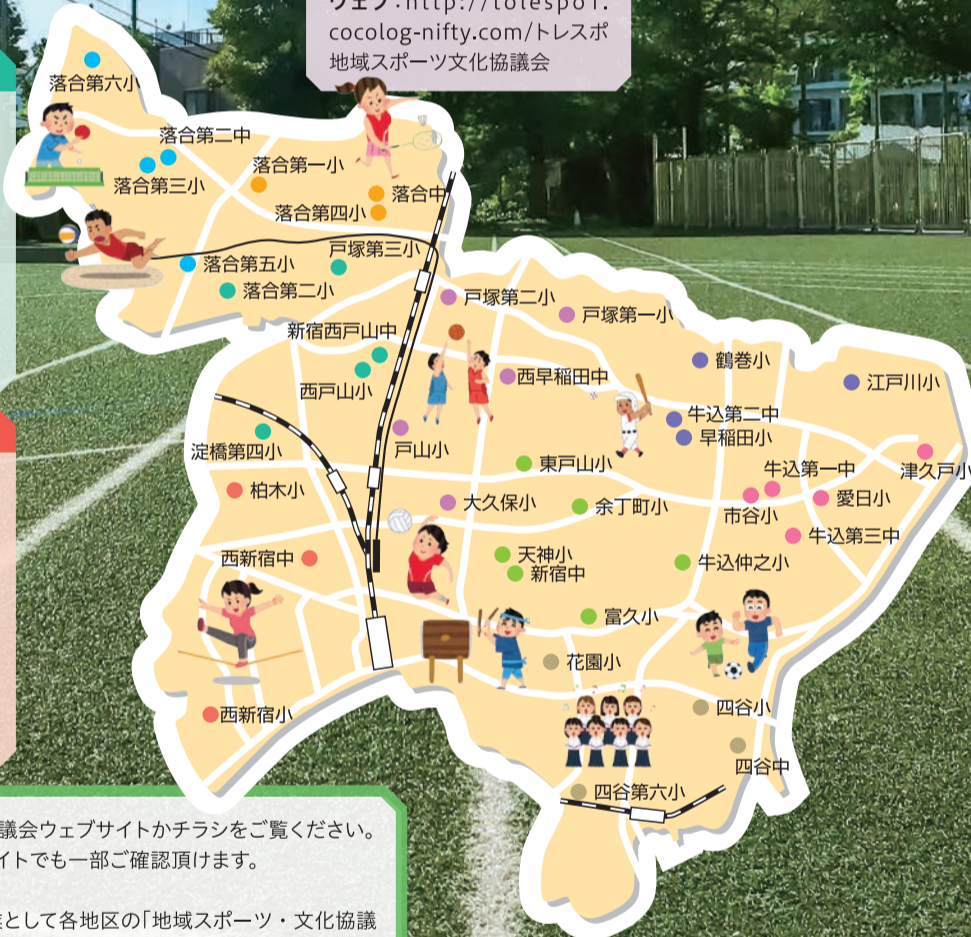 ウェブ：http://tolespo1.
cocolog-nifty.com/トレスポ
地域スポーツ文化協議会
落合第六小
落合第二中
落合第三小
落合第一小
落合中
落合第四小
戸塚第三小
落合第五小
落合第二小
戸塚第二小
戸塚第一小
新宿西戸山中
西戸山小
西早稲田中
鶴巻小
江戸川小
牛込第二中
早稲田小
淀橋第四小
戸山小
東戸山小
牛込第一中
津久戸小
柏木小
大久保小
余丁町小
市谷小
愛日小
牛込第三中
西新宿中
天神小
新宿中
牛込仲之小
富久小
花園小
西新宿小
四谷小
四谷中
四谷第六小
議会ウェブサイトかチラシをご覧ください。
イトでも一部ご確認頂けます。
として各地区の「地域スポーツ・文化協議